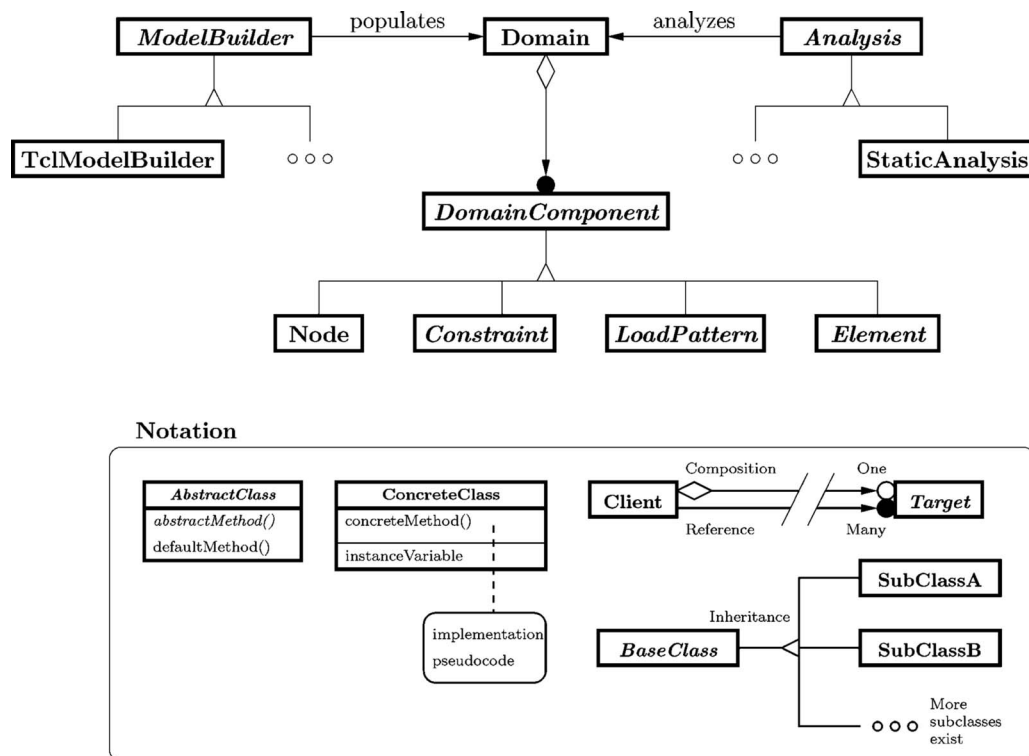 populates
analyzes
ModelBuilder
Domain
Analysis
TclModelBuilder
StaticAnalysis
DomainComponent
Node
Constraint
LoadPattern
Element
Notation
AbstractClass
abstractMethod()
defaultMethod()
ConcreteClass
concreteMethod()
instanceVariable
implementation
pseudocode
Composition
One
Client
Target
Reference
Many
SubClassA
Inheritance
BaseClass
SubClassB
More
subclasses
exist